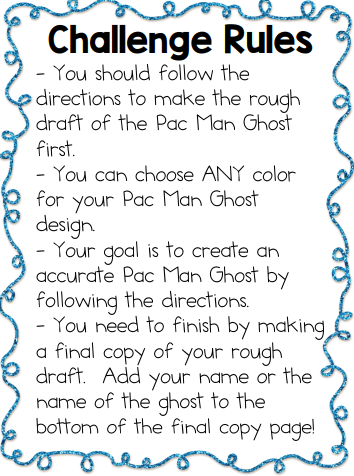 Challenge Rules
- You should follow the
directions to make the rough
draft of the Pac Man Ghost
first.
- You can choose ANY color
for your Pac Man Ghost
design.
- Your goal is to create an
accurate Pac Man Ghost by
following the directions.
- You need to finish by making
a final copy of your rough
draft.  Add your name or the
name of the ghost to the
bottom of the final copy page!